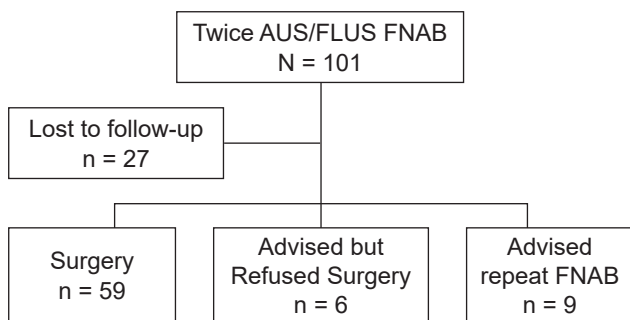 Twice AUS/FLUS FNAB
N = 101
Lost to follow-up
n = 27
Surgery
n = 59
Advised but
Refused Surgery
n = 6
Advised
repeat FNAB
n = 9